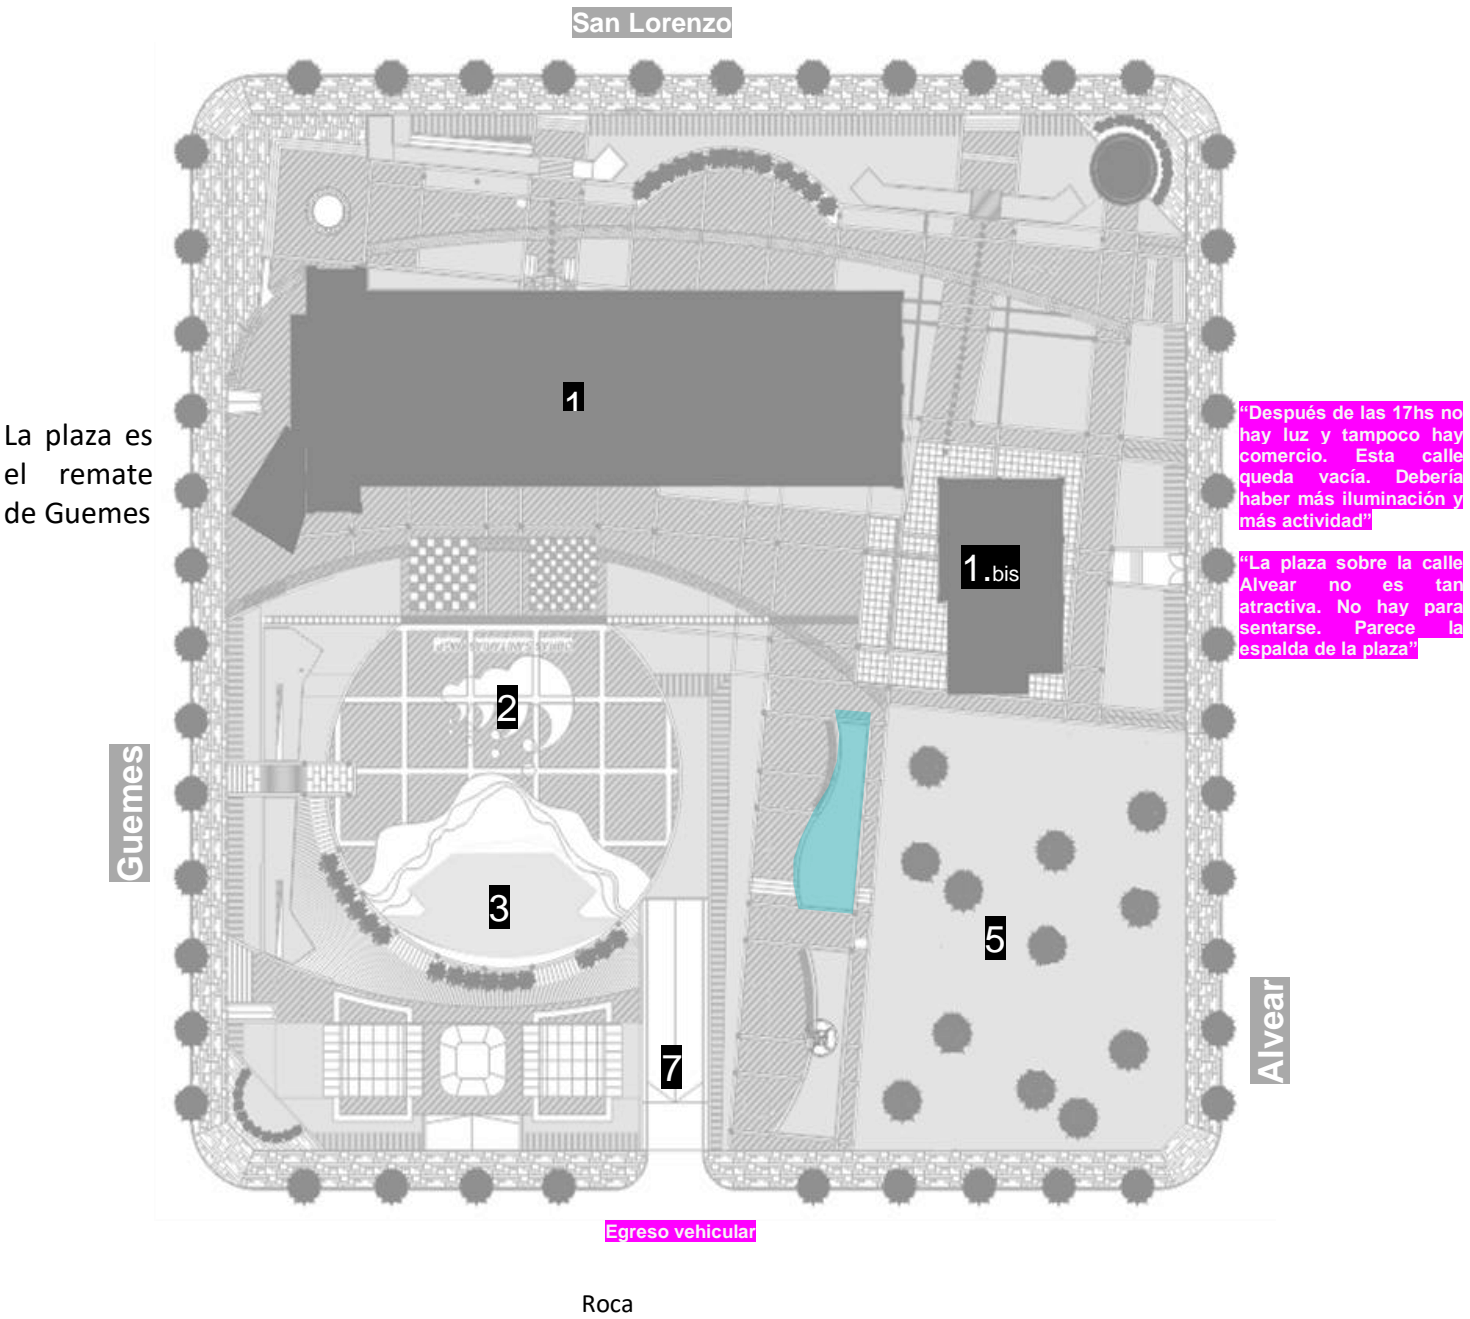 San Lorenzo
1
La plaza es
el remate
de Guemes
“Después de las 17hs no
hay luz y tampoco hay
comercio. Esta calle
queda vacía. Debería
haber más iluminación y
más actividad”
1.bis
“La plaza sobre la calle
Alvear no es tan
atractiva. No hay para
sentarse. Parece la
espalda de la plaza”
2
Guemes
3
5
Alvear
7
Egreso vehicular
Roca